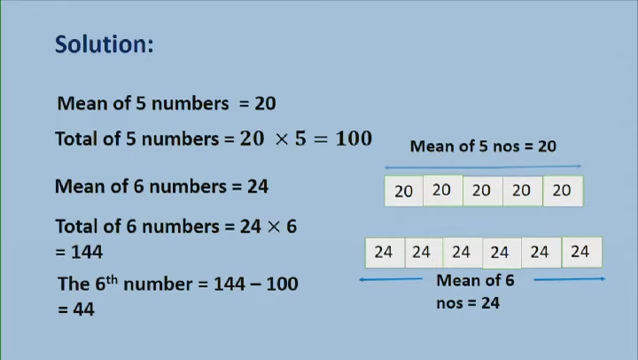 Solution:
Mean of 5 numbers = 20
Total of 5 numbers = 20 × 5 = 100
Mean of 6 numbers = 24
Total of 6 numbers = 24 × 6
= 144
The 6th number = 144 – 100
= 44
Mean of 5 nos = 20
20 20 20 20 20
24 24 24 24 24 24
Mean of 6
nos = 24